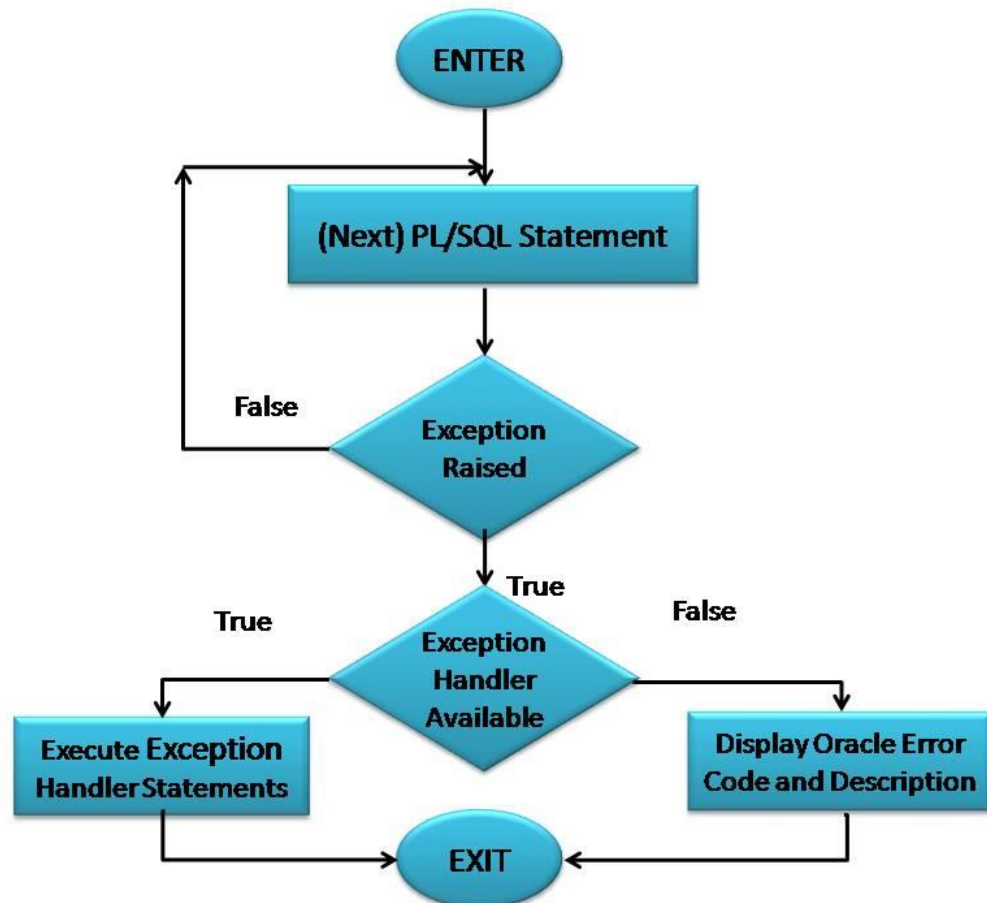 ENTER
(Next) PL/SQL Statement
False
Exception
Raised
True
True
False
Exception
Handler
Available
Execute Exception
Handler Statements
Display Oracle Error
Code and Description
EXIT